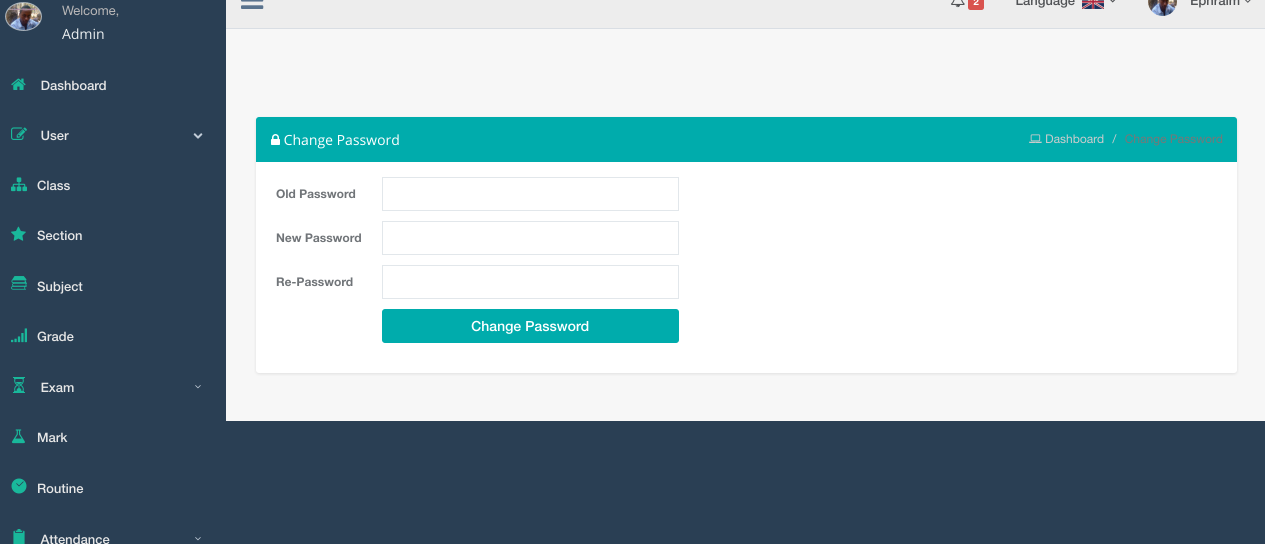 Welcome,
Admin
2
Language
Ephraim
Dashboard
User
Class
Section
Subject
Grade
Exam
Mark
Routine
Attendance
Change Password
Dashboard / Change Password
Old Password
New Password
Re-Password
Change Password